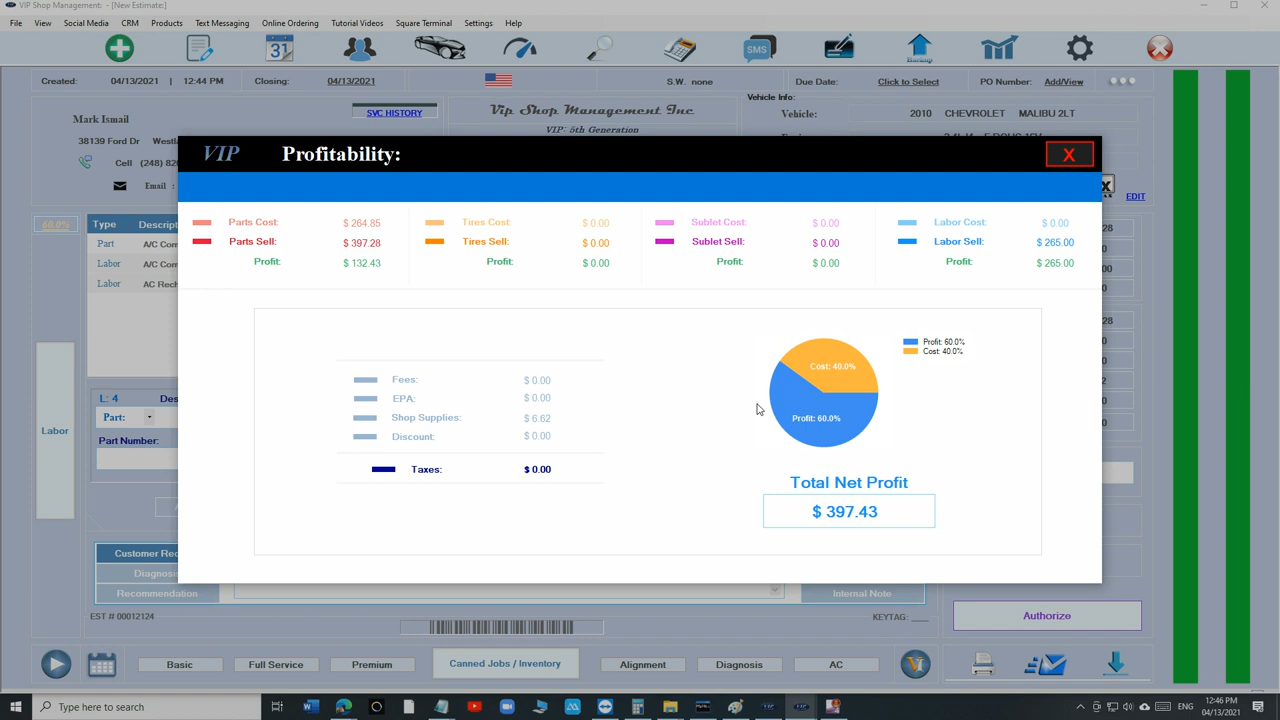 VIP Shop Management: - [New Estimate:]
File View Social Media CRM Products Text Messaging Online Ordering Tutorial Videos Square Terminal Settings Help
31 SMS Backup
Created: 04/13/2021 | 12:44 PM Closing: 04/13/2021 S.W. none Due Date: Click to Select PO Number: Add/View
Vehicle Info:
SVC HISTORY Vip Shop Management Inc Vehicle: 2010 CHEVROLET MALIBU 2LT
Mark Ismail
VIP: 5th Generation
38139 Ford Dr
VIP Profitability: X
Cell (248)
Email : X
EDIT
60.0% Type
Parts Cost: $ 264.85 Tires Cost: $ 0.00 Sublet Cost: $ 0.00 Labor Cost: $ 0.00
Part A/C
Parts Sell: $ 397.28 Tires Sell: $ 0.00 Sublet Sell: $ 0.00 Labor Sell: $ 265.00
Labor A/C
Profit: $ 132.43 Profit: $ 0.00 Profit: $ 0.00 Profit: $ 265.00
Labor AC
Profit: 60.0%
Cost: 40.0%
Cost: 40.0%
Profit: 60.0%
Fees: $ 0.00
EPA: $ 0.00
Shop Supplies: $ 6.62
Discount: $ 0.00
Taxes: $ 0.00
Total Net Profit
$ 397.43
L: 4
Part:
Labor
Part Number:
Customer
Recommendation Internal Note
EST # 00012124 KEYTAG: ____
Authorize
Basic Full Service Premium Canned Jobs / Inventory Alignment Diagnosis AC
Type here to search ENG 12:46 PM
04/13/2021